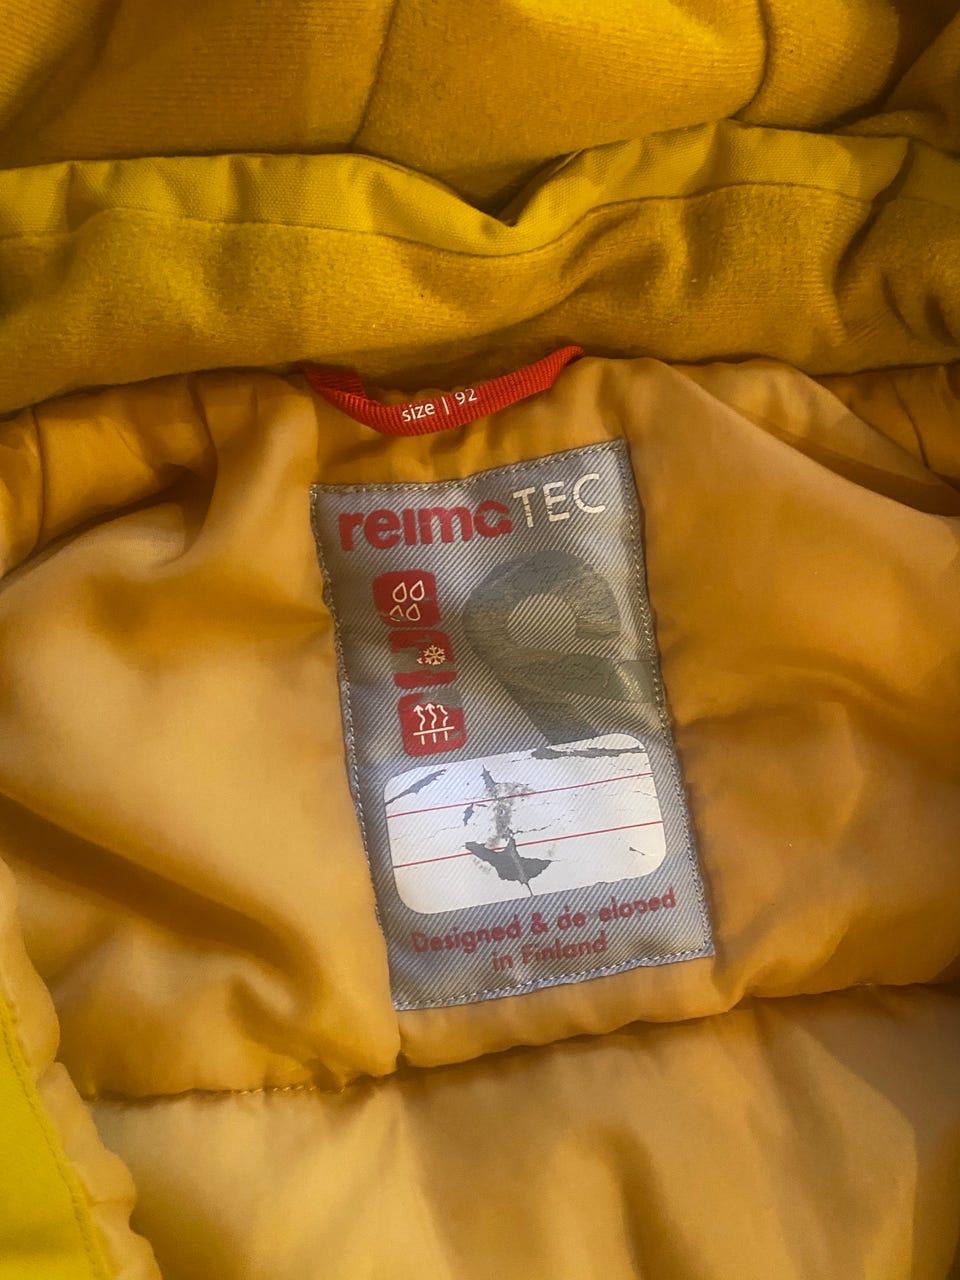 size | 92
reimaTEC
Designed & de eloped
in Finland